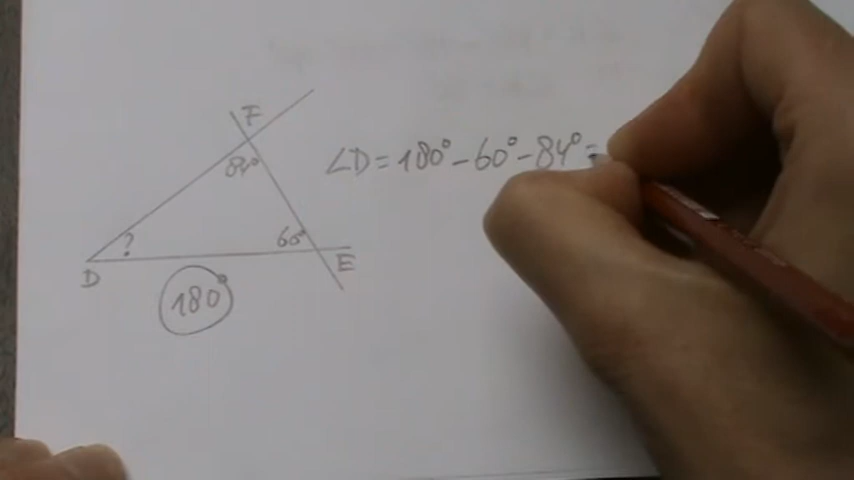 F
84°
∠D = 180° - 60° - 84° =
?
60°
D
E
180°